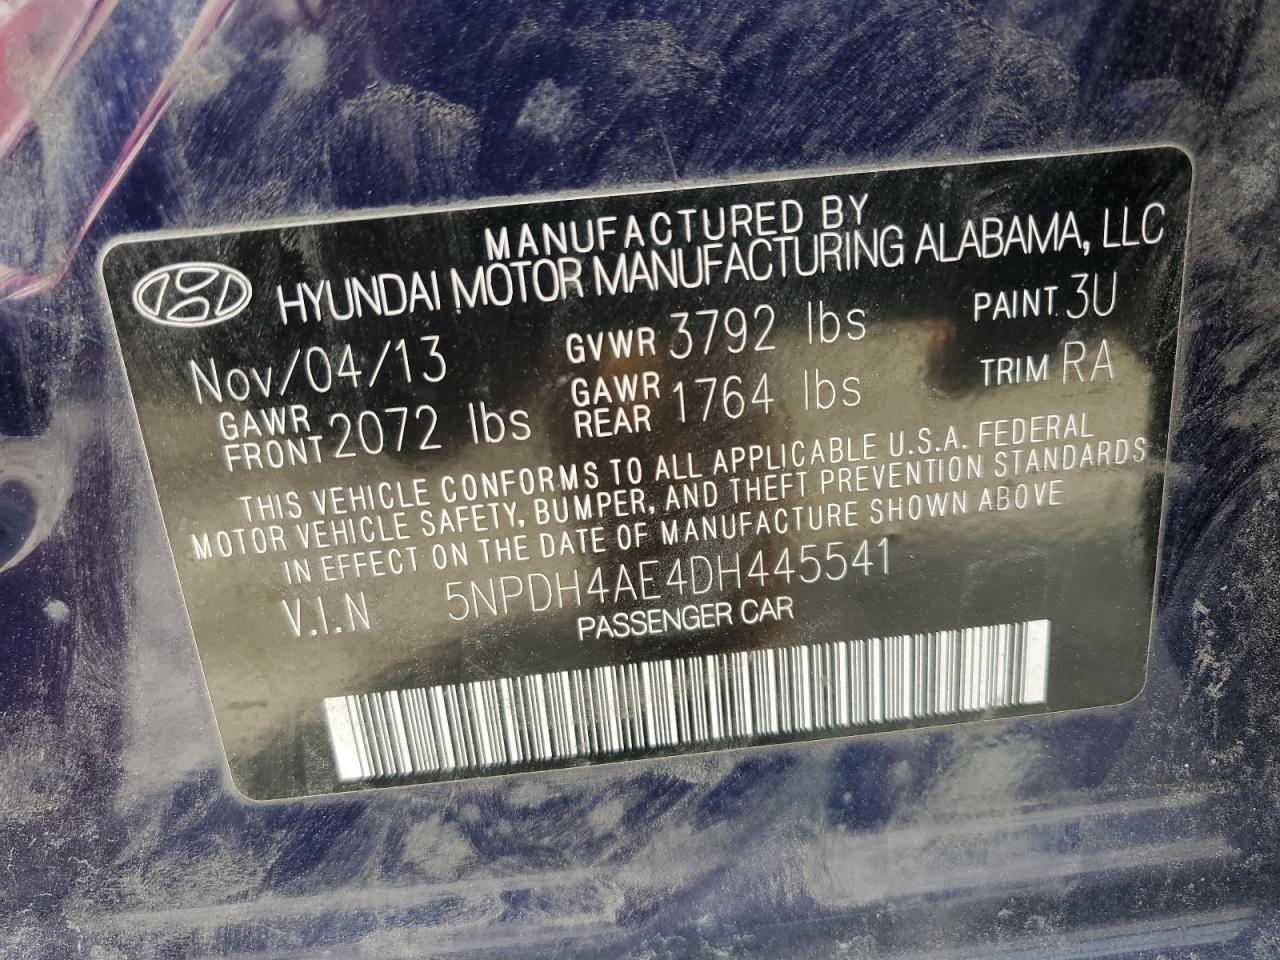 MANUFACTURED BY
HYUNDAI MOTOR MANUFACTURING ALABAMA, LLC
Nov/04/13 GVWR 3792 lbs PAINT 3U
GAWR FRONT 2072 lbs GAWR REAR 1764 lbs TRIM RA
THIS VEHICLE CONFORMS TO ALL APPLICABLE U.S.A. FEDERAL
MOTOR VEHICLE SAFETY, BUMPER, AND THEFT PREVENTION STANDARDS
IN EFFECT ON THE DATE OF MANUFACTURE SHOWN ABOVE
V.I.N 5NPDH4AE4DH445541
PASSENGER CAR